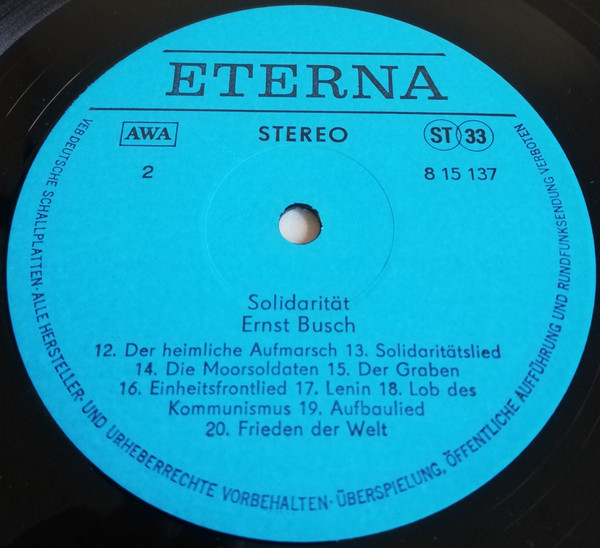 ETERNA
AWA STEREO ST 33
2 8 15 137
Solidarität
Ernst Busch
12. Der heimliche Aufmarsch 13. Solidaritätslied
14. Die Moorsoldaten 15. Der Graben
16. Einheitsfrontlied 17. Lenin 18. Lob des
Kommunismus 19. Aufbaulied
20. Frieden der Welt
VEB DEUTSCHE SCHALLPLATTEN · ALLE HERSTELLER- UND URHEBERRECHTE VORBEHALTEN · ÜBERSPIELUNG, ÖFFENTLICHE AUFFÜHRUNG UND RUNDFUNKSENDUNG VERBOTEN